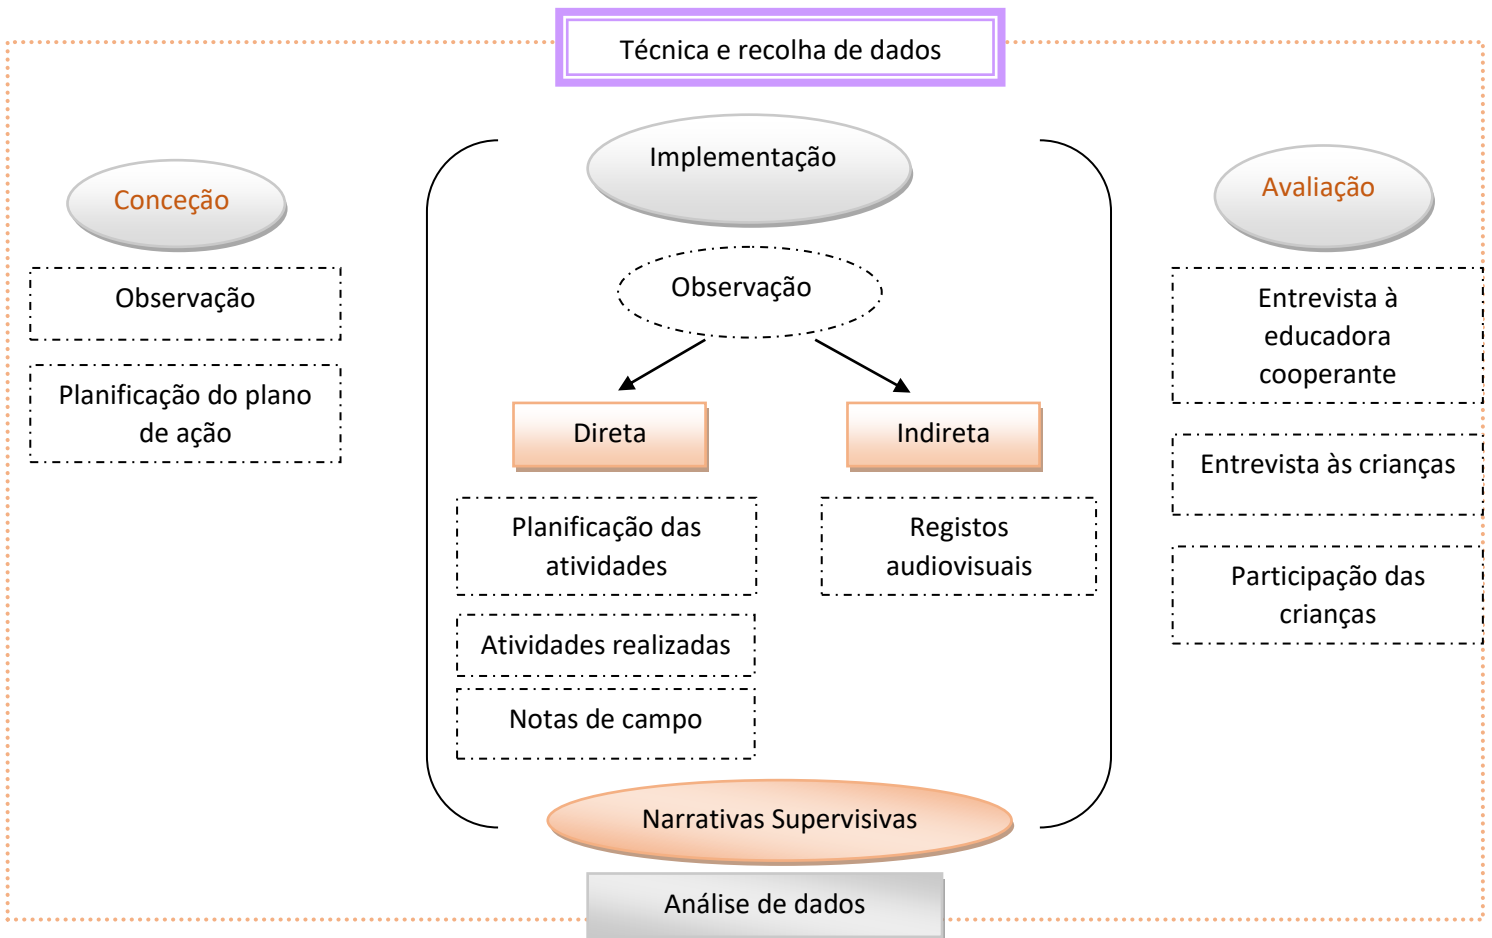 Técnica e recolha de dados
Conceção
Observação
Planificação do plano
de ação
Implementação
Observação
Direta
Indireta
Planificação das
atividades
Atividades realizadas
Notas de campo
Registos
audiovisuais
Narrativas Supervisivas
Avaliação
Entrevista à
educadora
cooperante
Entrevista às crianças
Participação das
crianças
Análise de dados